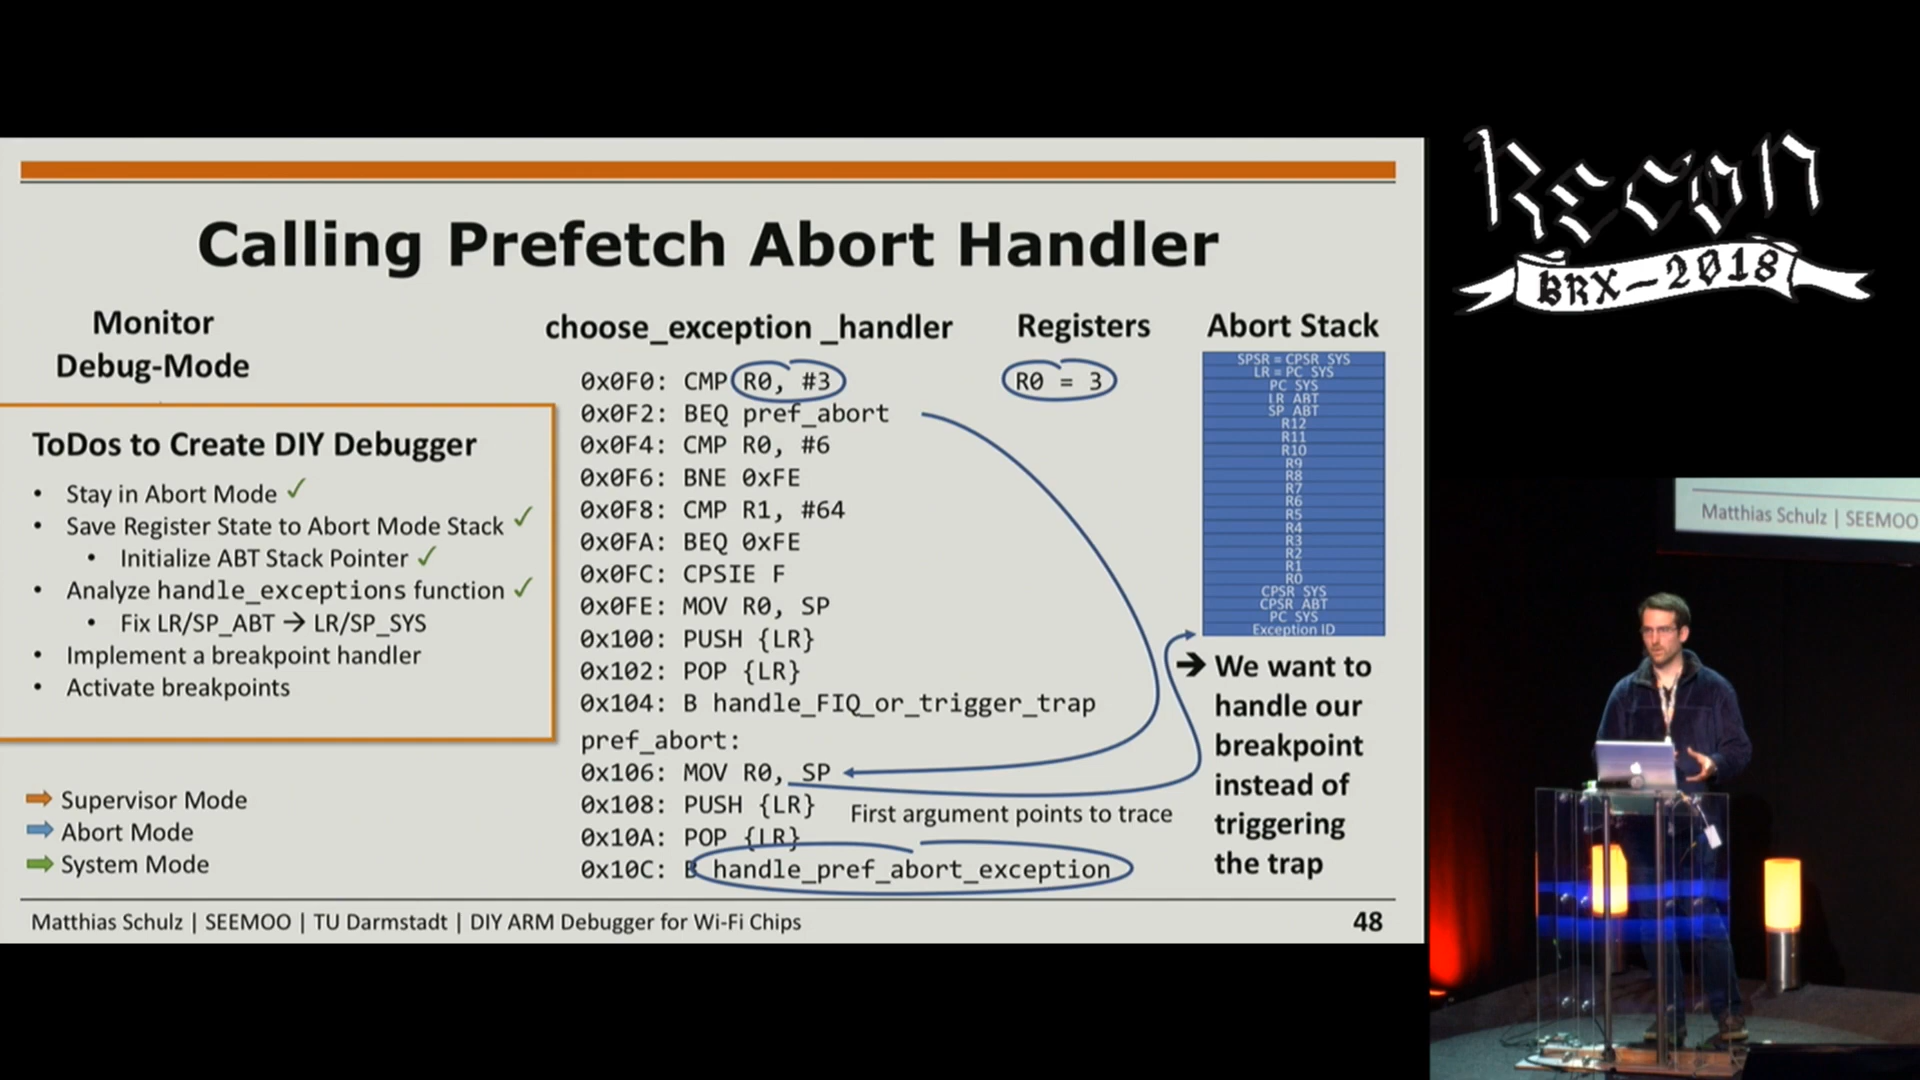 Calling Prefetch Abort Handler
Monitor
Debug-Mode
ToDos to Create DIY Debugger
• Stay in Abort Mode ✓
• Save Register State to Abort Mode Stack ✓
• Initialize ABT Stack Pointer ✓
• Analyze handle_exceptions function ✓
• Fix LR/SP_ABT → LR/SP_SYS
• Implement a breakpoint handler
• Activate breakpoints
Supervisor Mode
Abort Mode
System Mode
choose_exception _handler
0x0F0: CMP R0, #3
0x0F2: BEQ pref_abort
0x0F4: CMP R0, #6
0x0F6: BNE 0xFE
0x0F8: CMP R1, #64
0x0FA: BEQ 0xFE
0x0FC: CPSIE F
0x0FE: MOV R0, SP
0x100: PUSH {LR}
0x102: POP {LR}
0x104: B handle_FIQ_or_trigger_trap
pref_abort:
0x106: MOV R0, SP
0x108: PUSH {LR}
0x10A: POP {LR}
0x10C: B handle_pref_abort_exception
First argument points to trace
Registers
R0 = 3
Abort Stack
SPSR = CPSR_SYS
LR = PC_SYS
PC_SYS
LR_ABT
SP_ABT
R12
R11
R10
R9
R8
R7
R6
R5
R4
R3
R2
R1
R0
CPSR_SYS
CPSR_ABT
PC_SYS
Exception ID
→ We want to
handle our
breakpoint
instead of
triggering
the trap
Matthias Schulz | SEEMOO | TU Darmstadt | DIY ARM Debugger for Wi-Fi Chips
48
Recon
BRX-2018
Matthias Schulz | SEEMOO